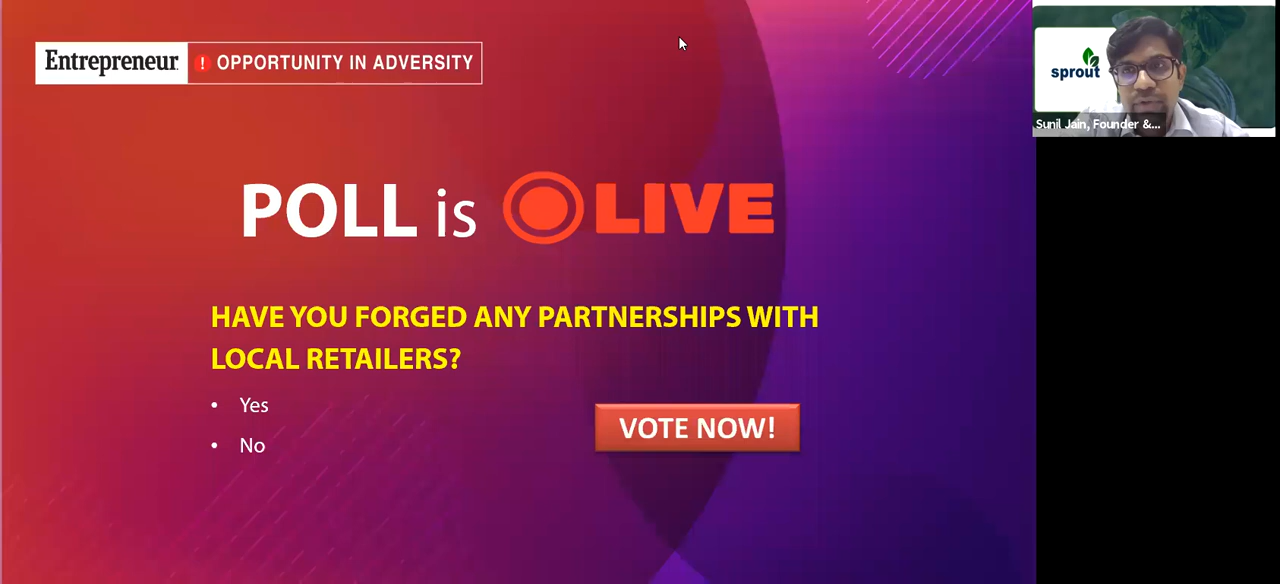 Entrepreneur
! OPPORTUNITY IN ADVERSITY
sprout
Sunil Jain, Founder &...
POLL is LIVE
HAVE YOU FORGED ANY PARTNERSHIPS WITH
LOCAL RETAILERS?
• Yes
• No
VOTE NOW!